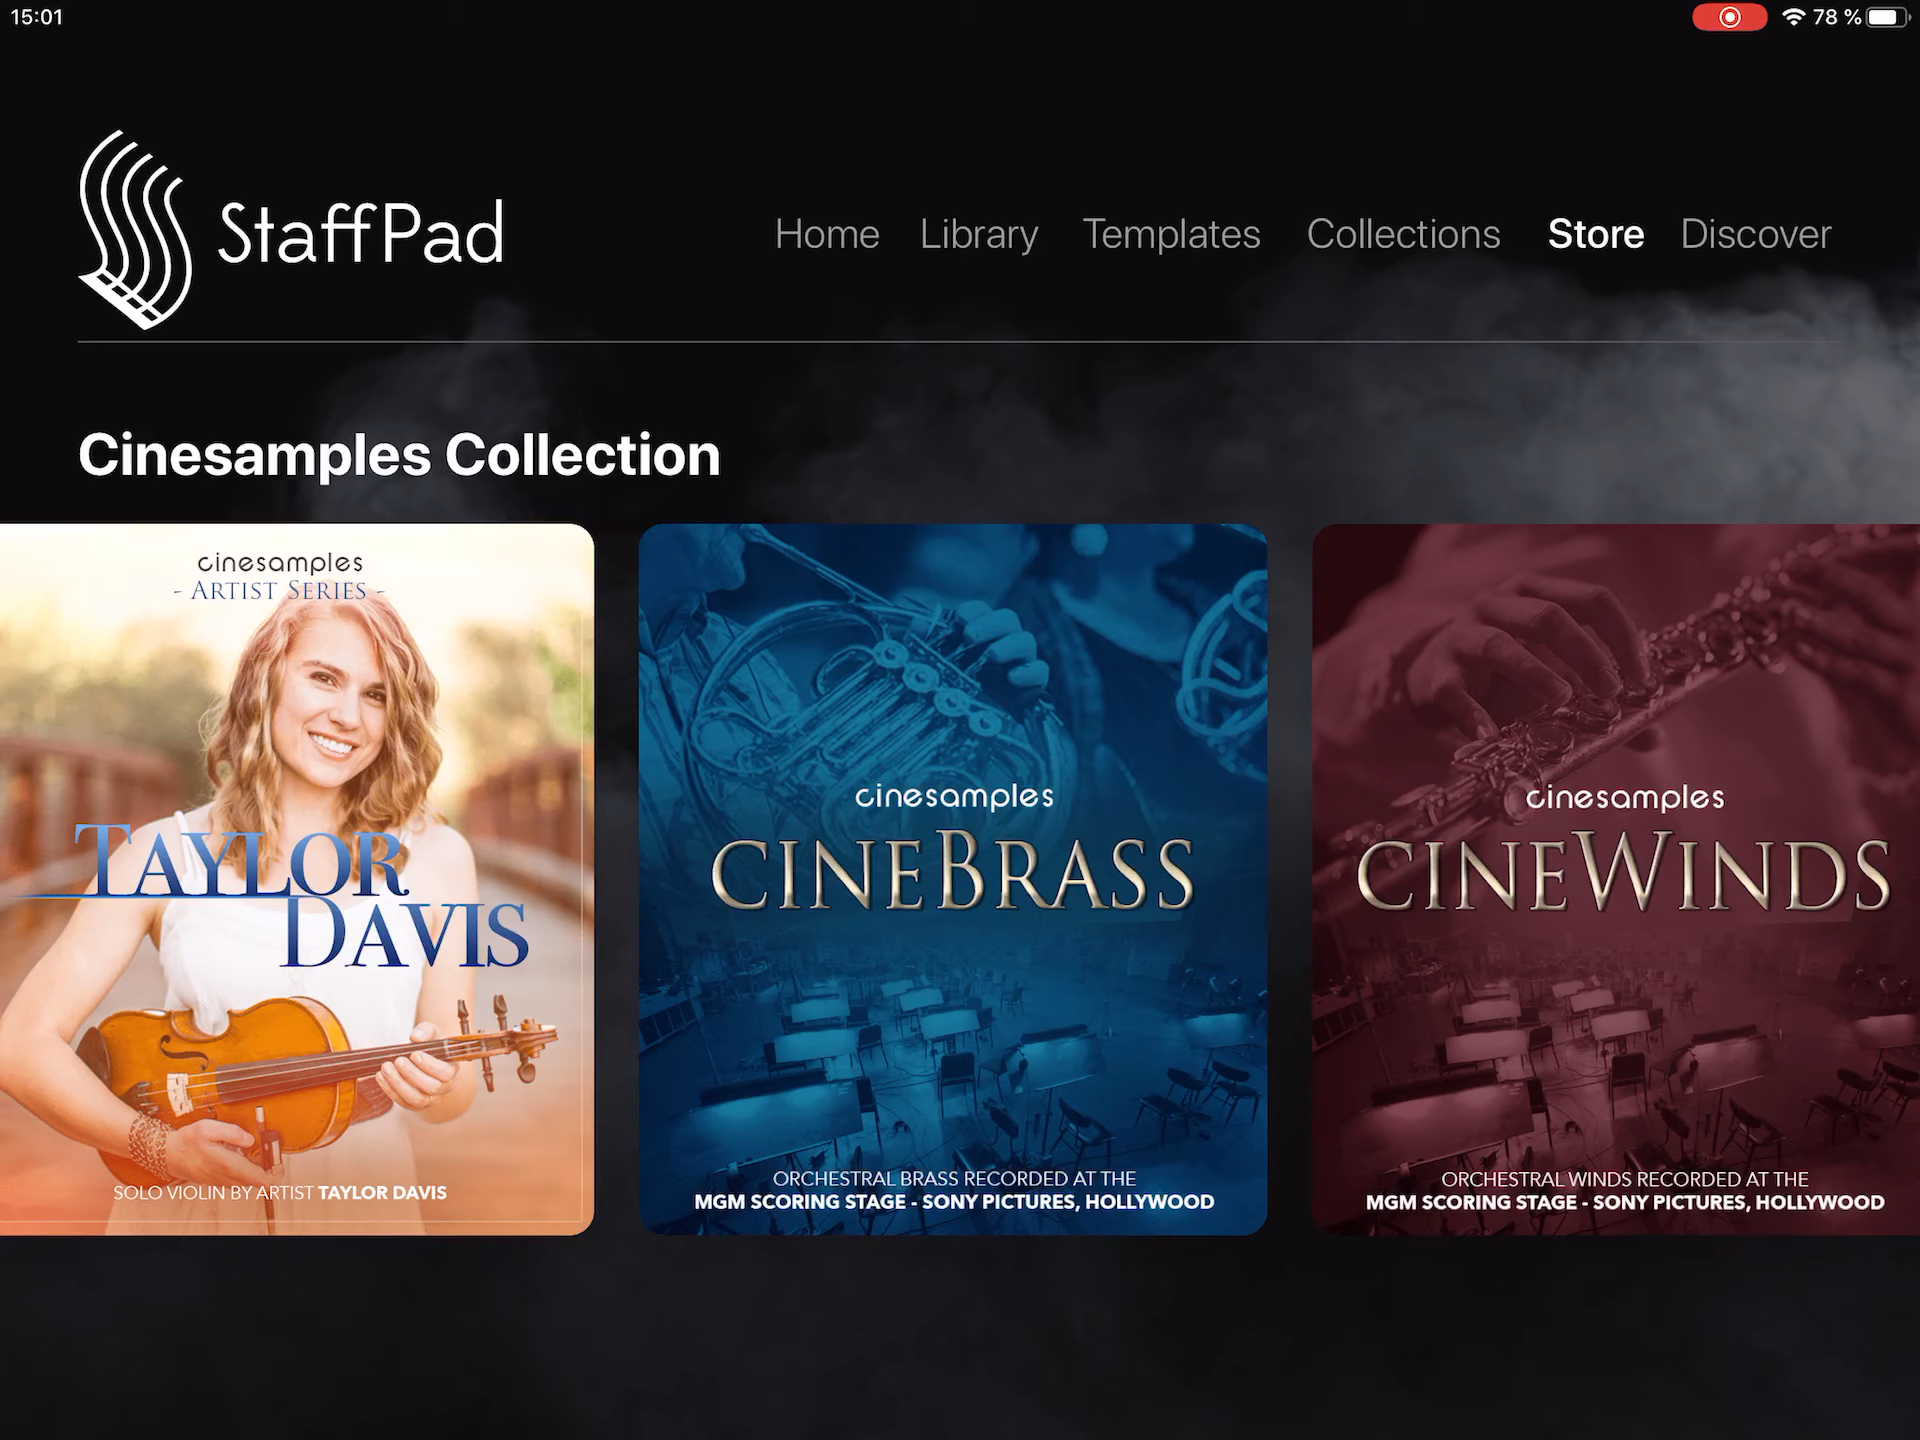 15:01
78 %
StaffPad
Home Library Templates Collections Store Discover
Cinesamples Collection
cinesamples
- ARTIST SERIES -
TAYLOR
DAVIS
SOLO VIOLIN BY ARTIST TAYLOR DAVIS
cinesamples
CINEBRASS
ORCHESTRAL BRASS RECORDED AT THE
MGM SCORING STAGE - SONY PICTURES, HOLLYWOOD
cinesamples
CINEWINDS
ORCHESTRAL WINDS RECORDED AT THE
MGM SCORING STAGE - SONY PICTURES, HOLLYWOOD